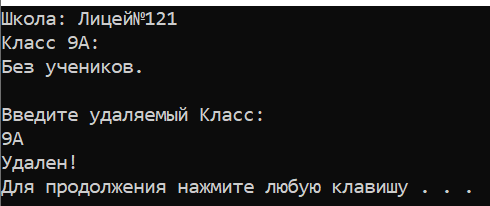 Школа: Лицей№121
Класс 9А:
Без учеников.
Введите удаляемый Класс:
9А
Удален!
Для продолжения нажмите любую клавишу . . .